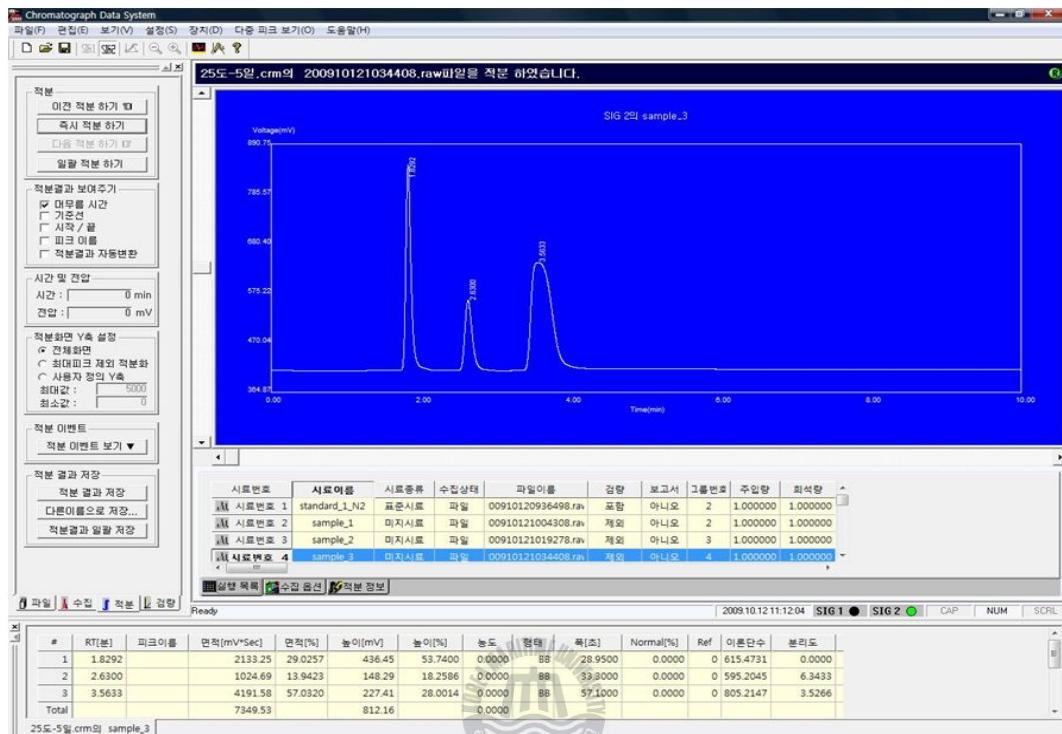 Chromatograph Data System
파일(F) 편집(E) 보기(V) 설정(S) 장치(D) 다중 피크 보기(O) 도움말(H)
적분
이전 적분 하기
즉시 적분 하기
다음 적분 하기
일괄 적분 하기
적분결과 보여주기
머무름 시간
기준선
시작 / 끝
피크 이름
적분결과 자동변환
시간 및 전압
시간 : 0 min
전압 : 0 mV
적분화면 Y축 설정
전체화면
최대피크 제외 적분화
사용자 정의 Y축
최대값 : 5000
최소값 : 0
적분 이벤트
적분 이벤트 보기 ▼
적분 결과 저장
적분 결과 저장
다른이름으로 저장...
적분결과 일괄 저장
파일 수집 적분 검량
25도-5일.crm의 200910121034408.raw파일을 적분 하였습니다.
SIG 2의 sample_3
Voltage(mV)
890.75
785.57
680.40
575.22
470.04
364.87
1.8292
2.6300
3.5633
0.00 2.00 4.00 6.00 8.00 10.00
Time(min)
시료번호 시료이름 시료종류 수집상태 파일이름 검량 보고서 그룹번호 주입량 희석량
시료번호 1 standard_1_N2 표준시료 파일 00910120936498.rav 포함 아니오 2 1.000000 1.000000
시료번호 2 sample_1 미지시료 파일 00910121004308.rav 제외 아니오 2 1.000000 1.000000
시료번호 3 sample_2 미지시료 파일 00910121019278.rav 제외 아니오 3 1.000000 1.000000
시료번호 4 sample_3 미지시료 파일 00910121034408.rav 제외 아니오 4 1.000000 1.000000
실행 목록 수집 옵션 적분 정보
Ready 2009.10.12 11:12:04 SIG 1 SIG 2 CAP NUM SCRL
# RT[분] 피크이름 면적[mV*Sec] 면적[%] 높이[mV] 높이[%] 농도 형태 폭[초] Normal[%] Ref 이론단수 분리도
1 1.8292 2133.25 29.0257 436.45 53.7400 0.0000 BB 28.9500 0.0000 0 615.4731 0.0000
2 2.6300 1024.69 13.9423 148.29 18.2586 0.0000 BB 33.3000 0.0000 0 595.2045 6.3433
3 3.5633 4191.58 57.0320 227.41 28.0014 0.0000 BB 57.1000 0.0000 0 805.2147 3.5266
Total 7349.53 812.16 0.0000
25도-5일.crm의 sample_3